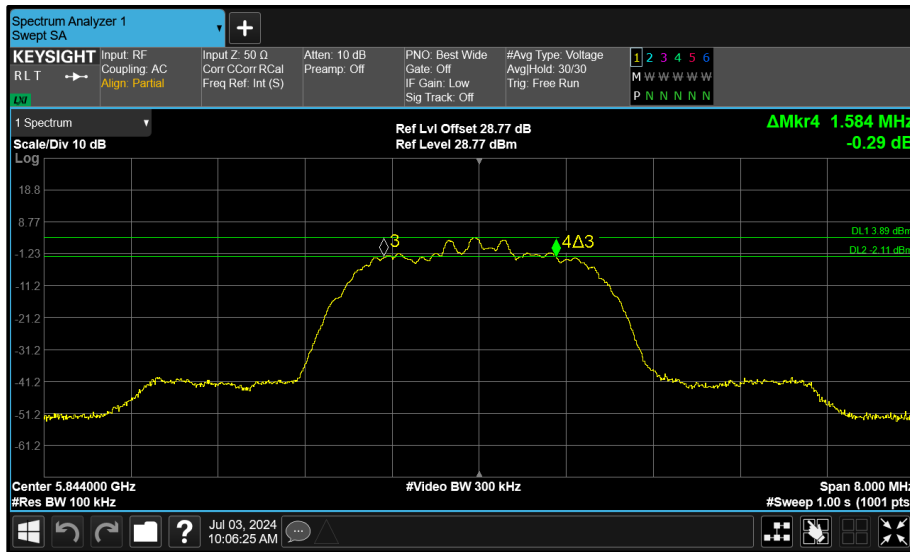 Spectrum Analyzer 1
Swept SA
+
KEYSIGHT Input: RF Input Z: 50 Ω Atten: 10 dB PNO: Best Wide #Avg Type: Voltage 1 2 3 4 5 6
R L T Coupling: AC Corr CCorr RCal Preamp: Off Gate: Off Avg|Hold: 30/30 M W W W W W
Align: Partial Freq Ref: Int (S) IF Gain: Low Trig: Free Run P N N N N N
LXI Sig Track: Off
1 Spectrum Ref Lvl Offset 28.77 dB ΔMkr4 1.584 MHz
Scale/Div 10 dB Ref Level 28.77 dBm -0.29 dB
Log
18.8
8.77
3 4Δ3 DL1 3.89 dBm
-1.23 DL2 -2.11 dBm
-11.2
-21.2
-31.2
-41.2
-51.2
-61.2
Center 5.844000 GHz #Video BW 300 kHz Span 8.000 MHz
#Res BW 100 kHz #Sweep 1.00 s (1001 pts
? Jul 03, 2024
10:06:25 AM